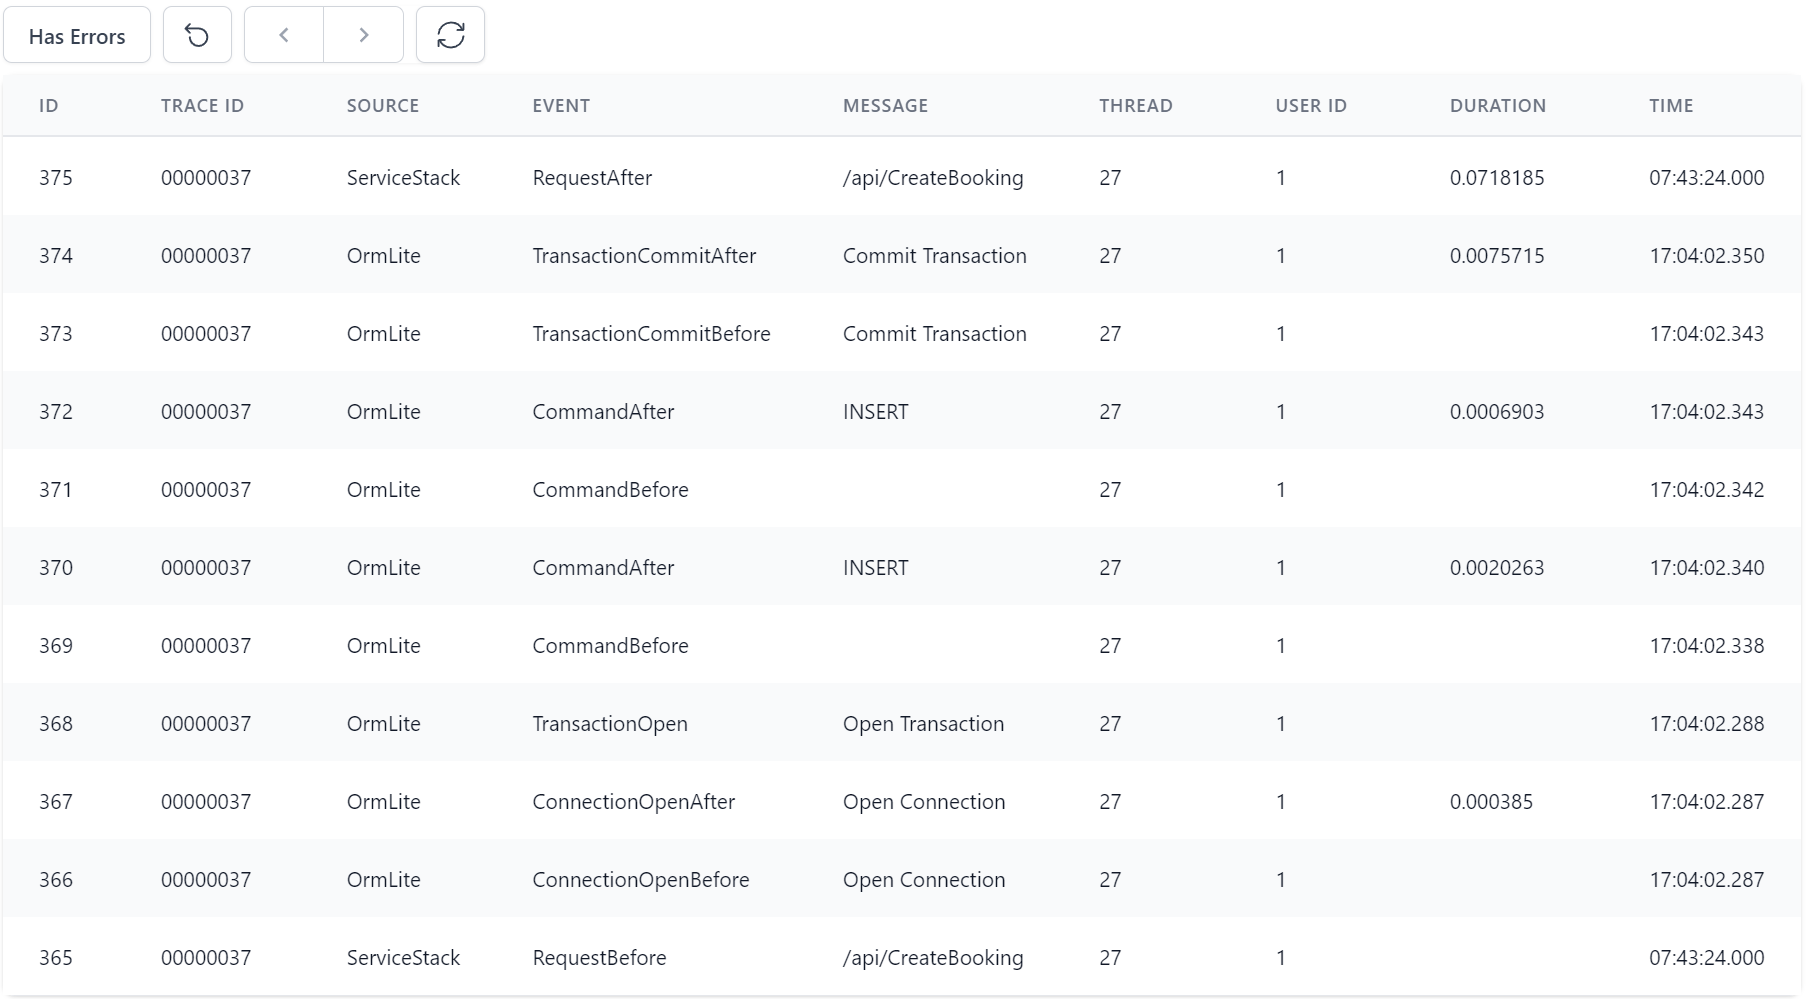 Has Errors
ID TRACE ID SOURCE EVENT MESSAGE THREAD USER ID DURATION TIME
375 00000037 ServiceStack RequestAfter /api/CreateBooking 27 1 0.0718185 07:43:24.000
374 00000037 OrmLite TransactionCommitAfter Commit Transaction 27 1 0.0075715 17:04:02.350
373 00000037 OrmLite TransactionCommitBefore Commit Transaction 27 1 17:04:02.343
372 00000037 OrmLite CommandAfter INSERT 27 1 0.0006903 17:04:02.343
371 00000037 OrmLite CommandBefore 27 1 17:04:02.342
370 00000037 OrmLite CommandAfter INSERT 27 1 0.0020263 17:04:02.340
369 00000037 OrmLite CommandBefore 27 1 17:04:02.338
368 00000037 OrmLite TransactionOpen Open Transaction 27 1 17:04:02.288
367 00000037 OrmLite ConnectionOpenAfter Open Connection 27 1 0.000385 17:04:02.287
366 00000037 OrmLite ConnectionOpenBefore Open Connection 27 1 17:04:02.287
365 00000037 ServiceStack RequestBefore /api/CreateBooking 27 1 07:43:24.000